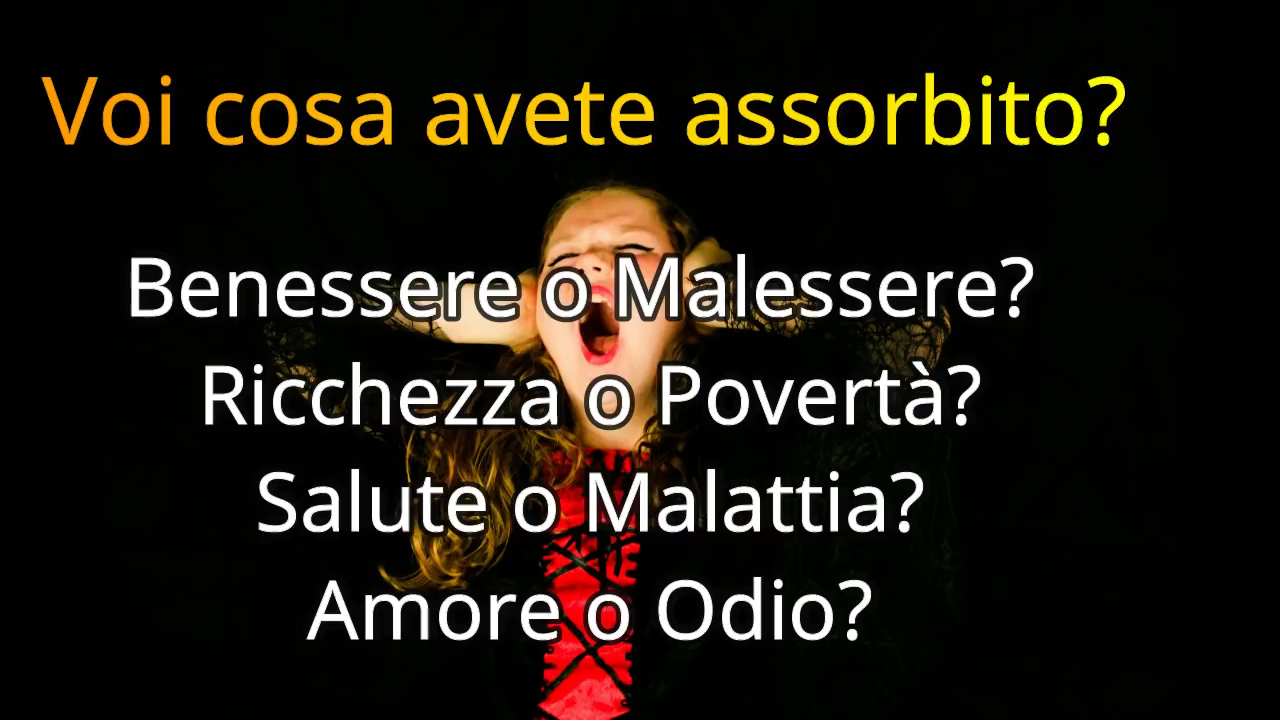 Voi cosa avete assorbito?
Benessere o Malessere?
Ricchezza o Povertà?
Salute o Malattia?
Amore o Odio?